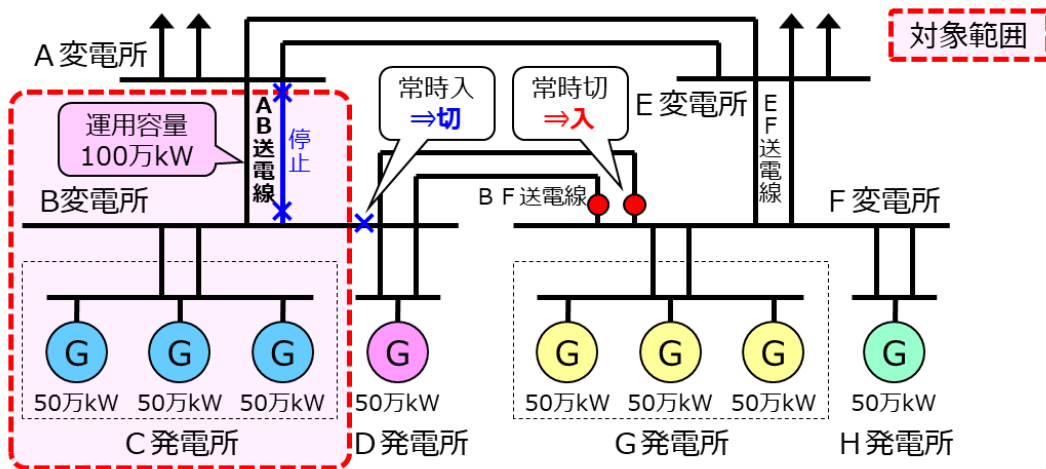 対象範囲
A変電所
E変電所
常時入
⇒切
常時切
⇒入
運用容量
100万kW
AB送電線
停止
EF送電線
B変電所
BF送電線
F変電所
G
G
G
G
G
G
G
G
50万kW
50万kW
50万kW
50万kW
50万kW
50万kW
50万kW
50万kW
C発電所
D発電所
G発電所
H発電所